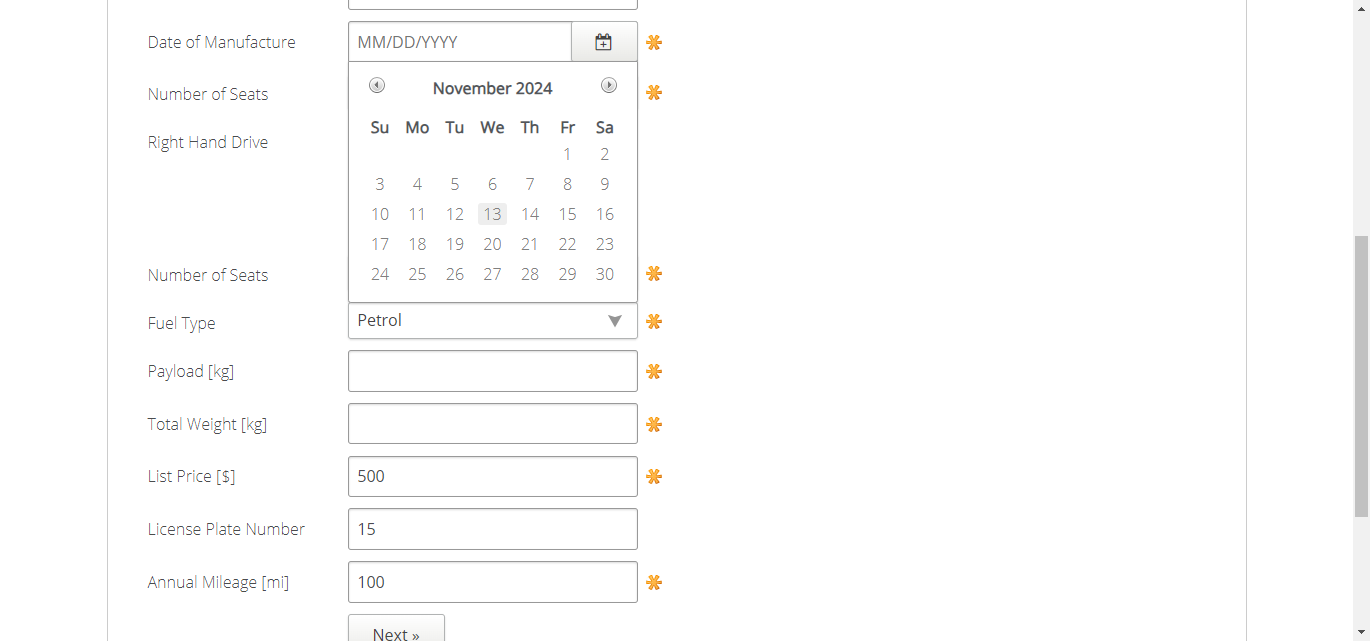 Date of Manufacture MM/DD/YYYY
November 2024
Number of Seats
Su Mo Tu We Th Fr Sa
Right Hand Drive
1 2
3 4 5 6 7 8 9
10 11 12 13 14 15 16
17 18 19 20 21 22 23
24 25 26 27 28 29 30
Number of Seats
Fuel Type Petrol
Payload [kg]
Total Weight [kg]
List Price [$] 500
License Plate Number 15
Annual Mileage [mi] 100
Next »